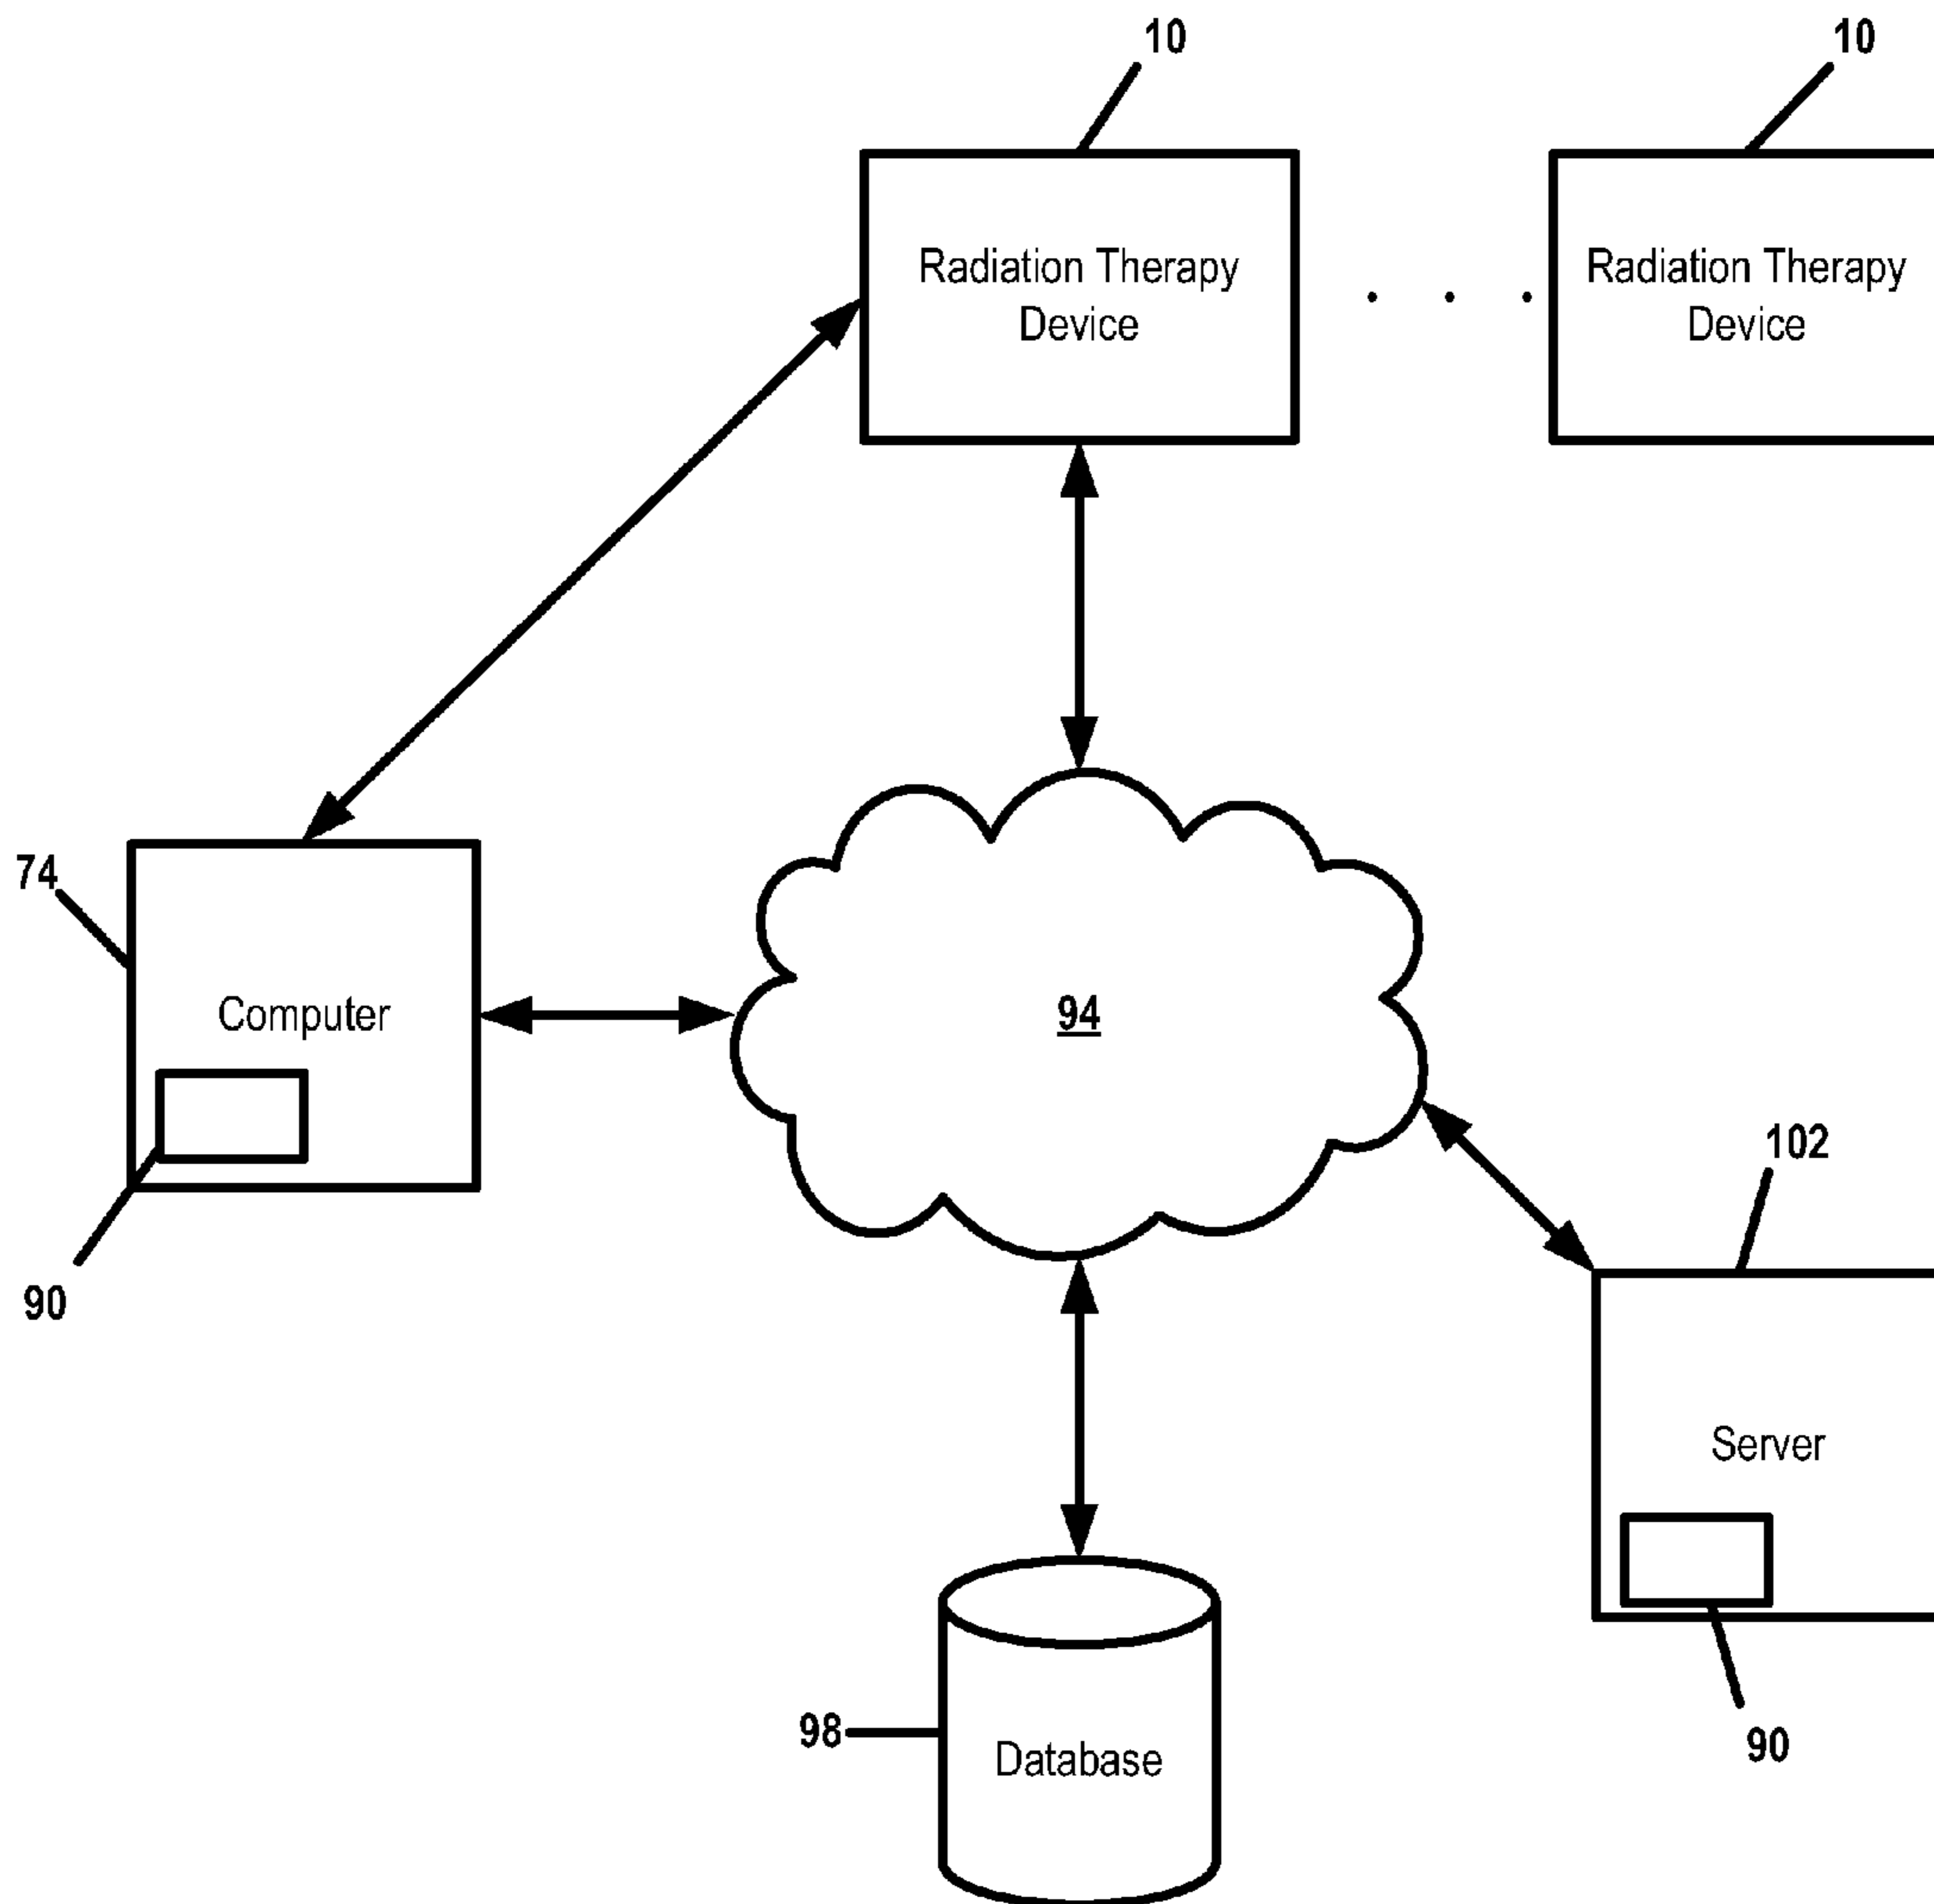 10
10
Radiation Therapy
Device
. . .
Radiation Therapy
Device
74
Computer
94
90
102
Server
98
Database
90